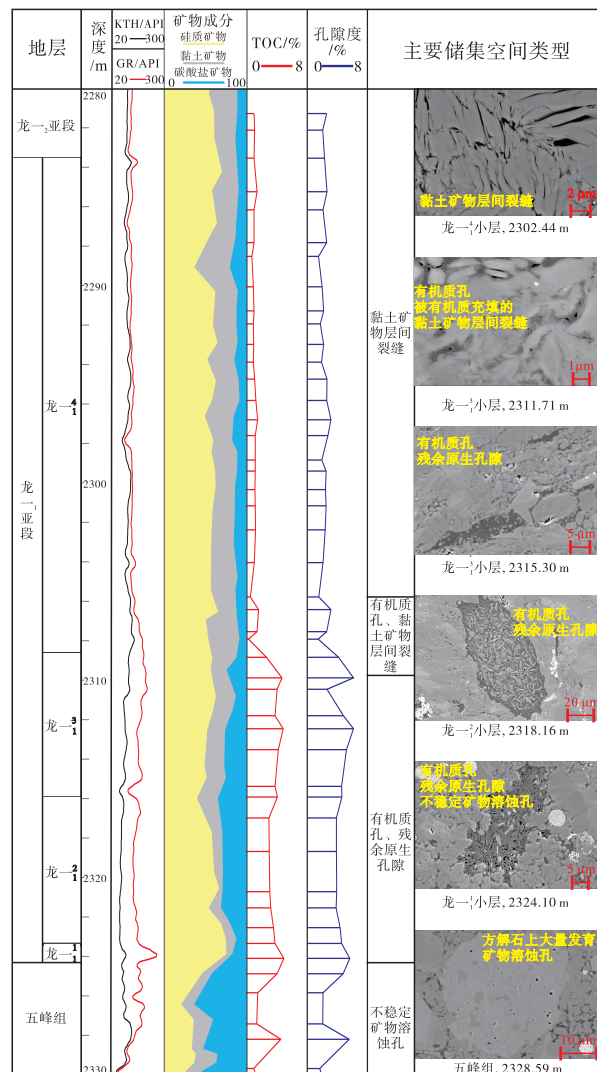 地层
深度/m
KTH/API
20 300
GR/API
20 300
矿物成分
硅质矿物
黏土矿物
碳酸盐矿物
0 100
TOC/%
0 8
孔隙度
/%
0 8
主要储集空间类型
2280
2290
2300
2310
2320
2330
龙一₂亚段
龙一₁亚段
龙一₁⁴
龙一₁³
龙一₁²
龙一₁¹
五峰组
黏土矿
物层间
裂缝
有机质
孔、黏
土矿物
层间裂
缝
有机质
孔、残
余原生
孔隙
不稳定
矿物溶
蚀孔
黏土矿物层间裂缝
2 μm
龙一₁⁴小层, 2302.44 m
有机质孔
被有机质充填的
黏土矿物层间裂缝
1μm
龙一₁³小层, 2311.71 m
有机质孔
残余原生孔隙
5 μm
龙一₁³小层, 2315.30 m
有机质孔
残余原生孔隙
20 μm
龙一₁²小层, 2318.16 m
有机质孔
残余原生孔隙
不稳定矿物溶蚀孔
5 μm
龙一₁¹小层, 2324.10 m
方解石上大量发育
矿物溶蚀孔
10 μm
五峰组, 2328.59 m